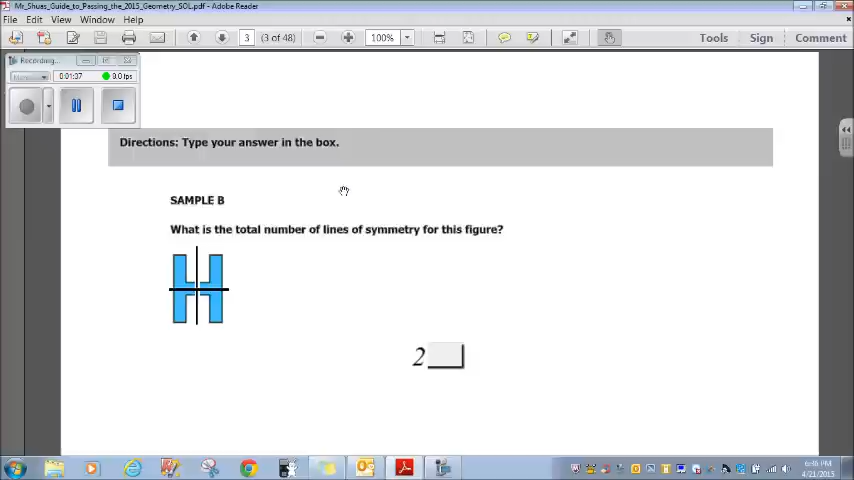 Mr_Shuts_Guide_to_Passing_the_2015_Geometry_SOL.pdf - Adobe Reader
File Edit View Window Help
3 (3 of 48) 100% Tools Sign Comment
Recording...
0:01:37 0.0 fps
Directions: Type your answer in the box.
SAMPLE B
What is the total number of lines of symmetry for this figure?
2
6:46 PM
4/21/2015